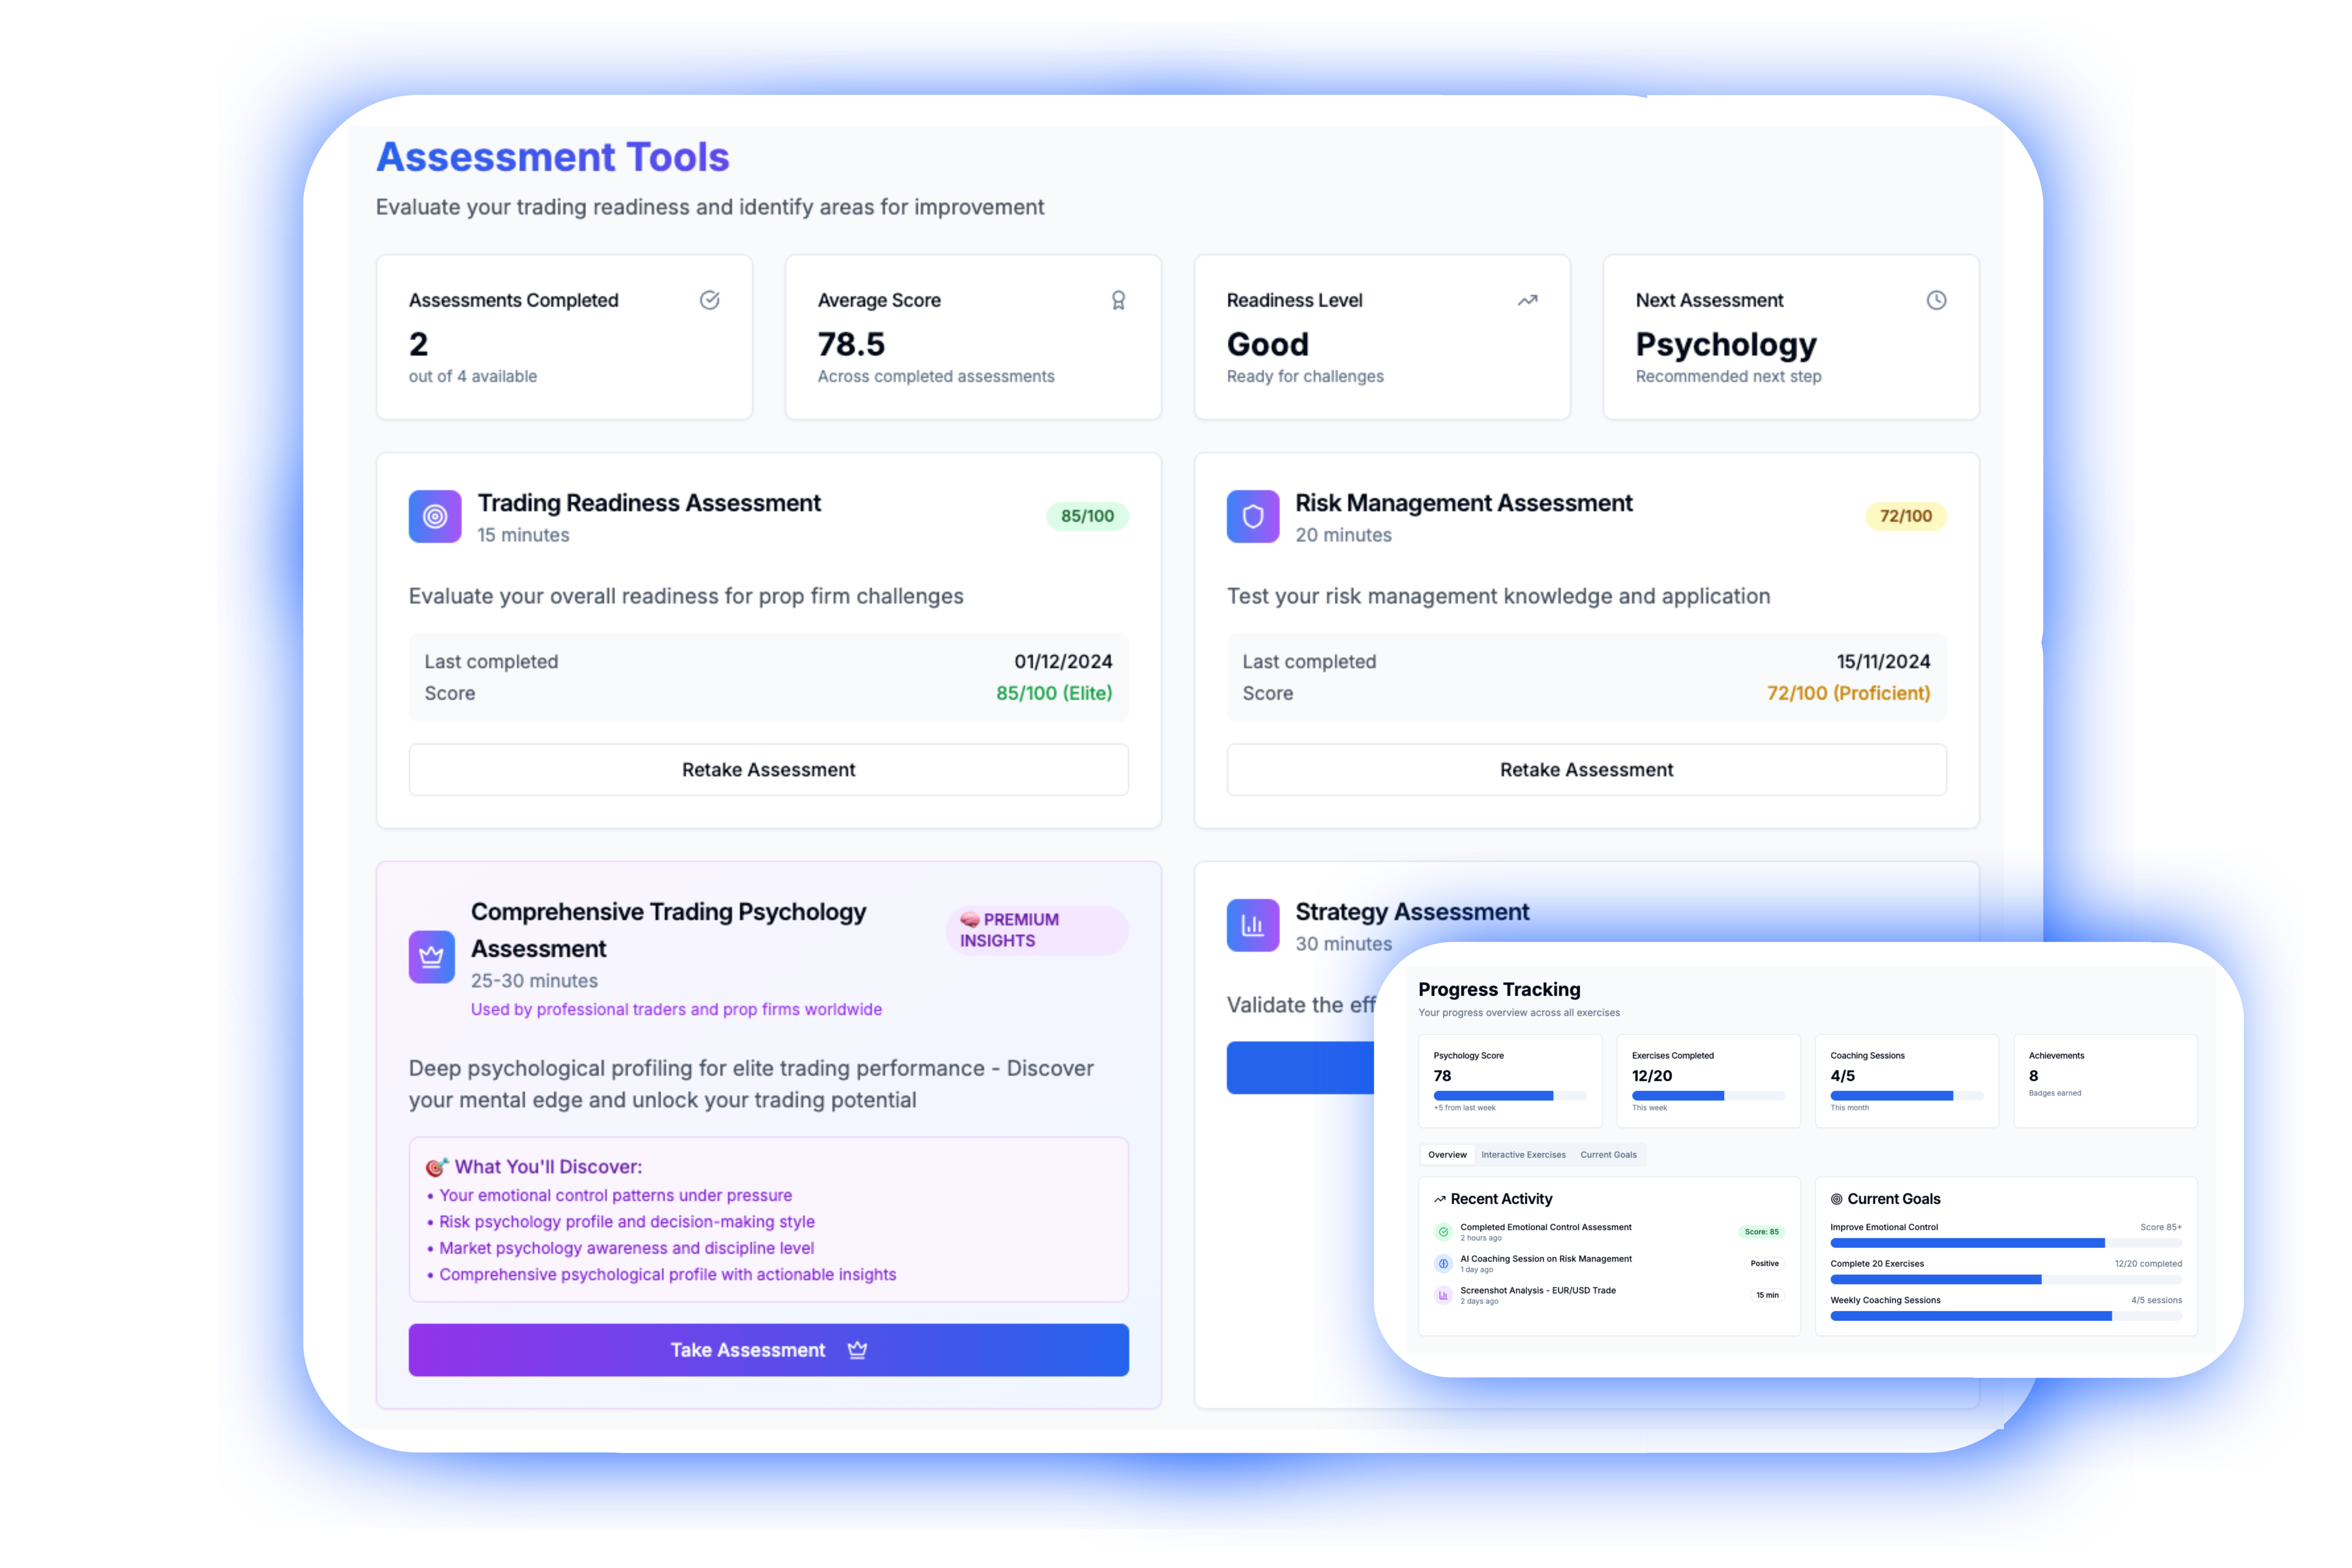 Assessment Tools
Evaluate your trading readiness and identify areas for improvement
Assessments Completed
2
out of 4 available
Average Score
78.5
Across completed assessments
Readiness Level
Good
Ready for challenges
Next Assessment
Psychology
Recommended next step
Trading Readiness Assessment
15 minutes
85/100
Evaluate your overall readiness for prop firm challenges
Last completed 01/12/2024
Score 85/100 (Elite)
Retake Assessment
Risk Management Assessment
20 minutes
72/100
Test your risk management knowledge and application
Last completed 15/11/2024
Score 72/100 (Proficient)
Retake Assessment
Comprehensive Trading Psychology
Assessment
25-30 minutes
Used by professional traders and prop firms worldwide
🧠 PREMIUM
INSIGHTS
Deep psychological profiling for elite trading performance - Discover
your mental edge and unlock your trading potential
🎯 What You'll Discover:
• Your emotional control patterns under pressure
• Risk psychology profile and decision-making style
• Market psychology awareness and discipline level
• Comprehensive psychological profile with actionable insights
Take Assessment
Strategy Assessment
30 minutes
Validate the
Progress Tracking
Your progress overview across all exercises
Psychology Score
78
+5 from last week
Exercises Completed
12/20
This week
Coaching Sessions
4/5
This month
Achievements
8
Badges earned
Overview Interactive Exercises Current Goals
Recent Activity
Completed Emotional Control Assessment
2 hours ago
Score: 85
AI Coaching Session on Risk Management
1 day ago
Positive
Screenshot Analysis - EUR/USD Trade
2 days ago
15 min
Current Goals
Improve Emotional Control Score 85+
Complete 20 Exercises 12/20 completed
Weekly Coaching Sessions 4/5 sessions